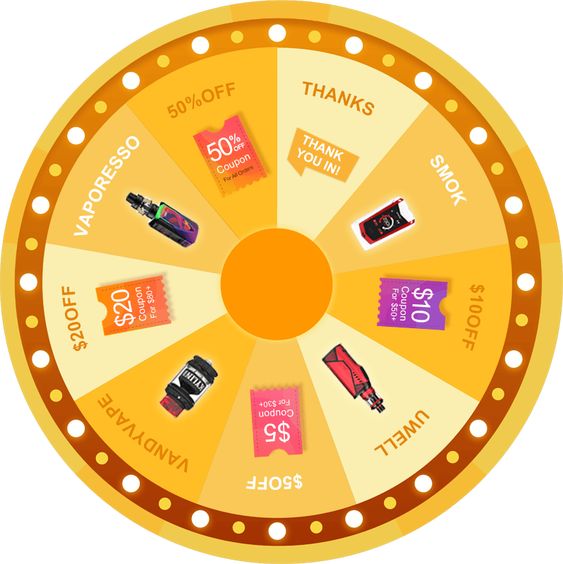 THANKS
THANK
YOU IN!
SMOK
$10OFF
$10
Coupon
For $50+
UWELL
$5OFF
$5
Coupon
For $30+
VANDYVAPE
$20OFF
$20
Coupon
For $80+
VAPORESSO
50%OFF
50%
OFF
Coupon
For All Orders